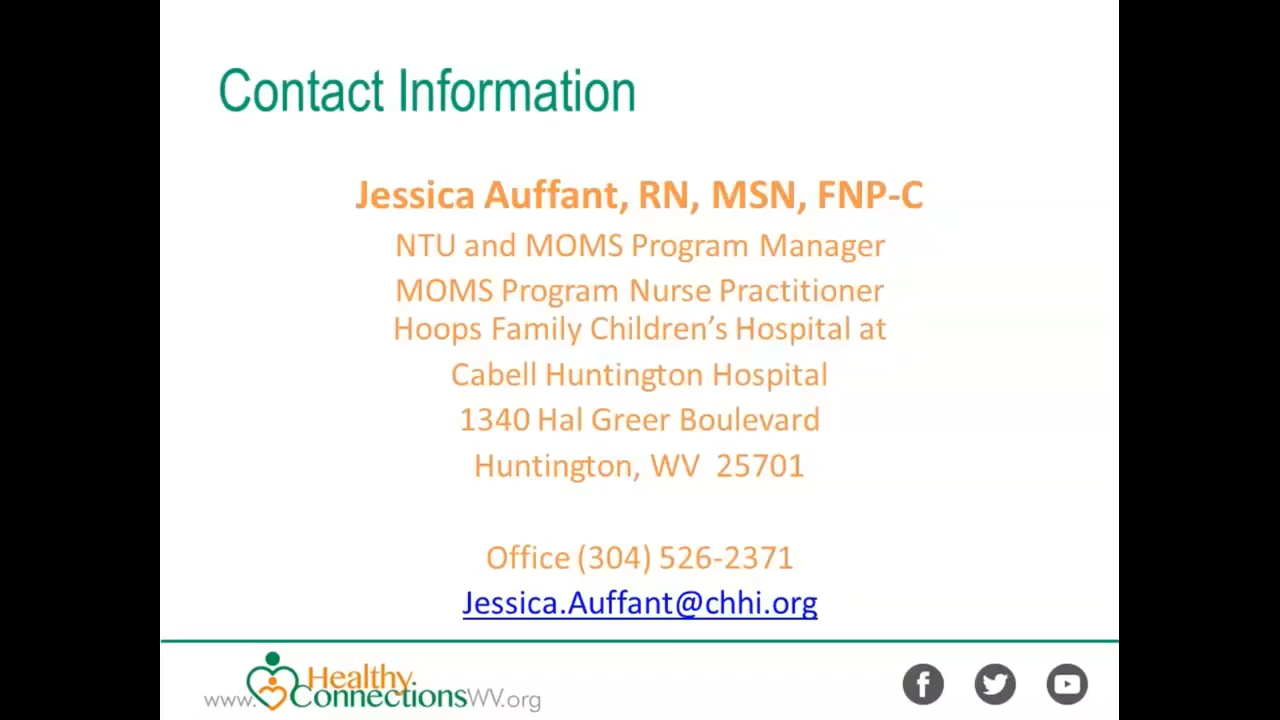 Contact Information
Jessica Auffant, RN, MSN, FNP-C
NTU and MOMS Program Manager
MOMS Program Nurse Practitioner
Hoops Family Children’s Hospital at
Cabell Huntington Hospital
1340 Hal Greer Boulevard
Huntington, WV  25701
Office (304) 526-2371
Jessica.Auffant@chhi.org
www.Healthy ConnectionsWV.org